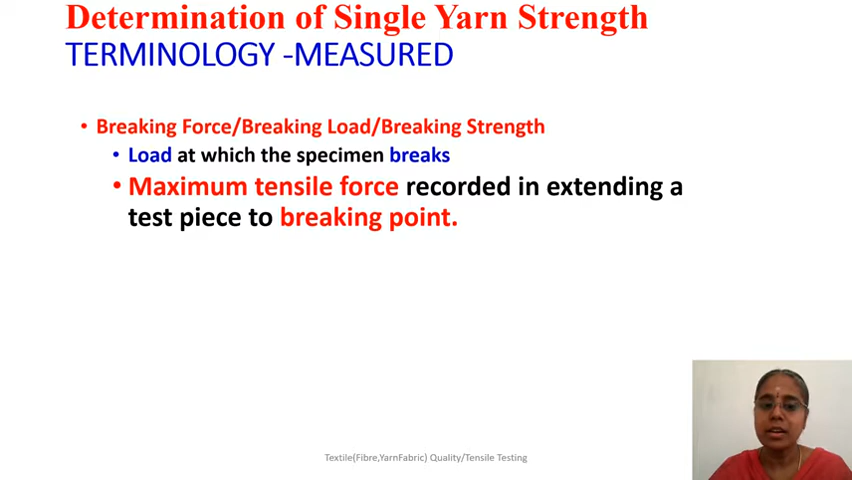 Determination of Single Yarn Strength
TERMINOLOGY -MEASURED
• Breaking Force/Breaking Load/Breaking Strength
• Load at which the specimen breaks
• Maximum tensile force recorded in extending a
test piece to breaking point.
Textile(Fibre,YarnFabric) Quality/Tensile Testing